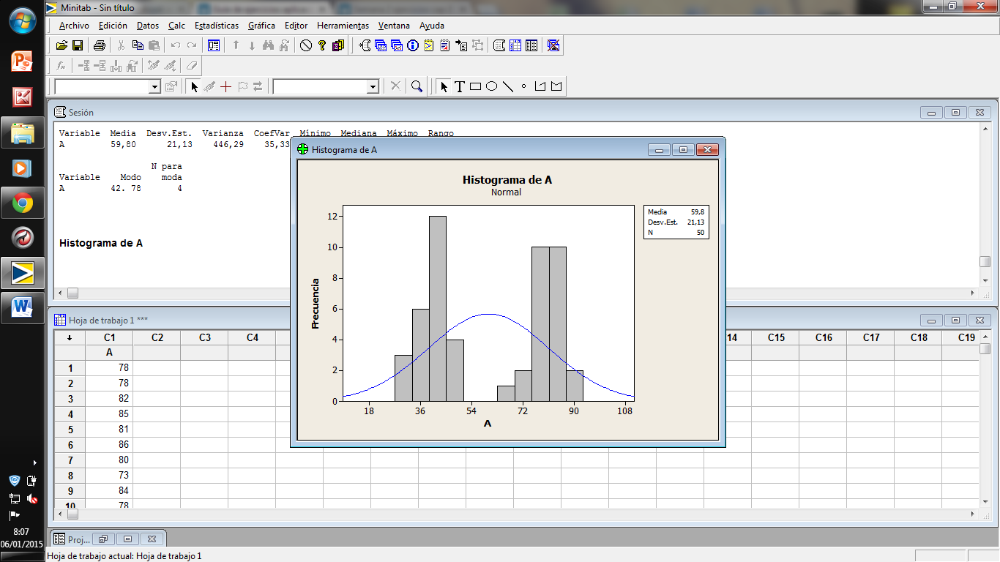 Minitab - Sin título
Archivo Edición Datos Calc Estadísticas Gráfica Editor Herramientas Ventana Ayuda
Sesión
Variable Media Desv.Est. Varianza CoefVar Mínimo Mediana Máximo Rango
A 59,80 21,13 446,29 35,33
N para
Variable Modo moda
A 42. 78 4
Histograma de A
Histograma de A
Histograma de A
Normal
Media 59,8
Desv.Est. 21,13
N 50
Frecuencia
12
10
8
6
4
2
0
18 36 54 72 90 108
A
Hoja de trabajo 1 ***
C1 C2 C3 C4 14 C15 C16 C17 C18 C19
A
1 78
2 78
3 82
4 85
5 81
6 86
7 80
8 73
9 84
10 78
Proj...
8:07
06/01/2015
Hoja de trabajo actual: Hoja de trabajo 1